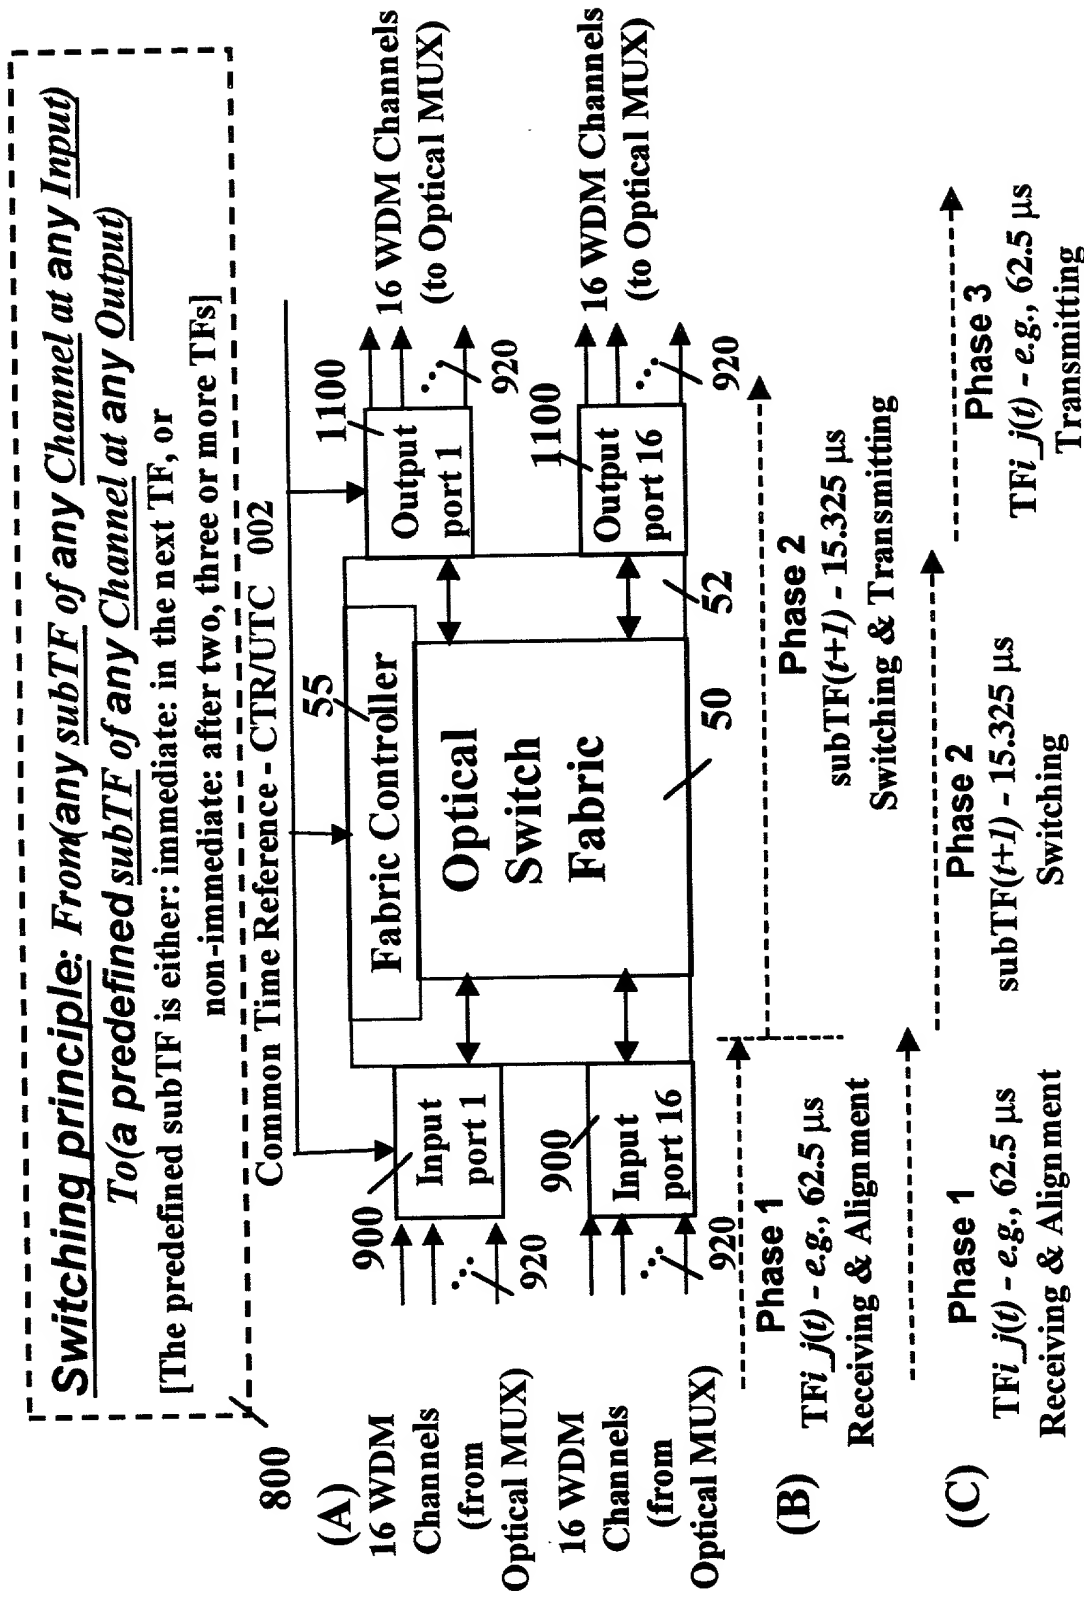 Switching principle: From(any subTF of any Channel at any Input)
To(a predefined subTF of any Channel at any Output)
[The predefined subTF is either: immediate: in the next TF, or
non-immediate: after two, three or more TFs]
800
Common Time Reference - CTR/UTC 002
(A)
16 WDM
Channels
(from
Optical MUX)
16 WDM
Channels
(from
Optical MUX)
900
Input
port 1
920
900
Input
port 16
920
55
Fabric Controller
Optical
Switch
Fabric
50
52
1100
Output
port 1
920
1100
Output
port 16
920
16 WDM Channels
(to Optical MUX)
16 WDM Channels
(to Optical MUX)
(B)
Phase 1
TFi_j(t) - e.g., 62.5 μs
Receiving & Alignment
Phase 2
subTF(t+1) - 15.325 μs
Switching & Transmitting
(C)
Phase 1
TFi_j(t) - e.g., 62.5 μs
Receiving & Alignment
Phase 2
subTF(t+1) - 15.325 μs
Switching
Phase 3
TFi_j(t) - e.g., 62.5 μs
Transmitting